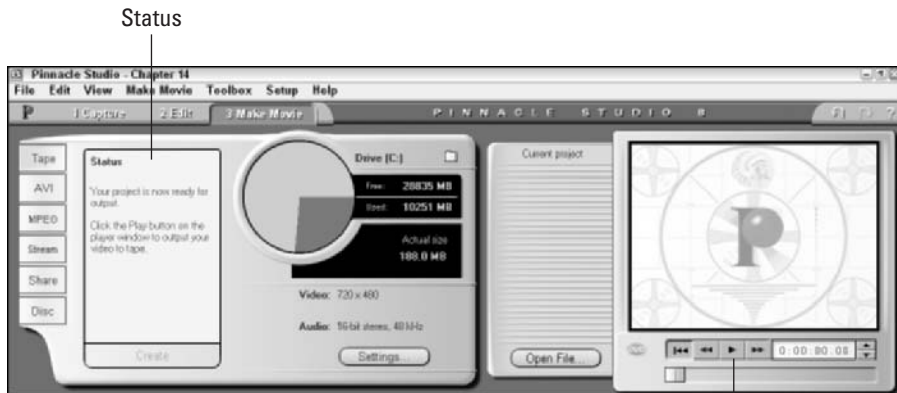 Status
Pinnacle Studio - Chapter 14
File Edit View Make Movie Toolbox Setup Help
P 1 Capture 2 Edit 3 Make Movie PINNACLE STUDIO 8 ?
Tape
AVI
MPEG
Stream
Share
Disc
Status
Your project is now ready for
output.
Click the Play button on the
player window to output your
video to tape.
Create
Drive (C:)
Free: 28835 MB
Used: 10251 MB
Actual size
188.0 MB
Video: 720 x 480
Audio: 16 bit stereo, 48 kHz
Settings...
Current project
Open File...
P
0:00:00.08